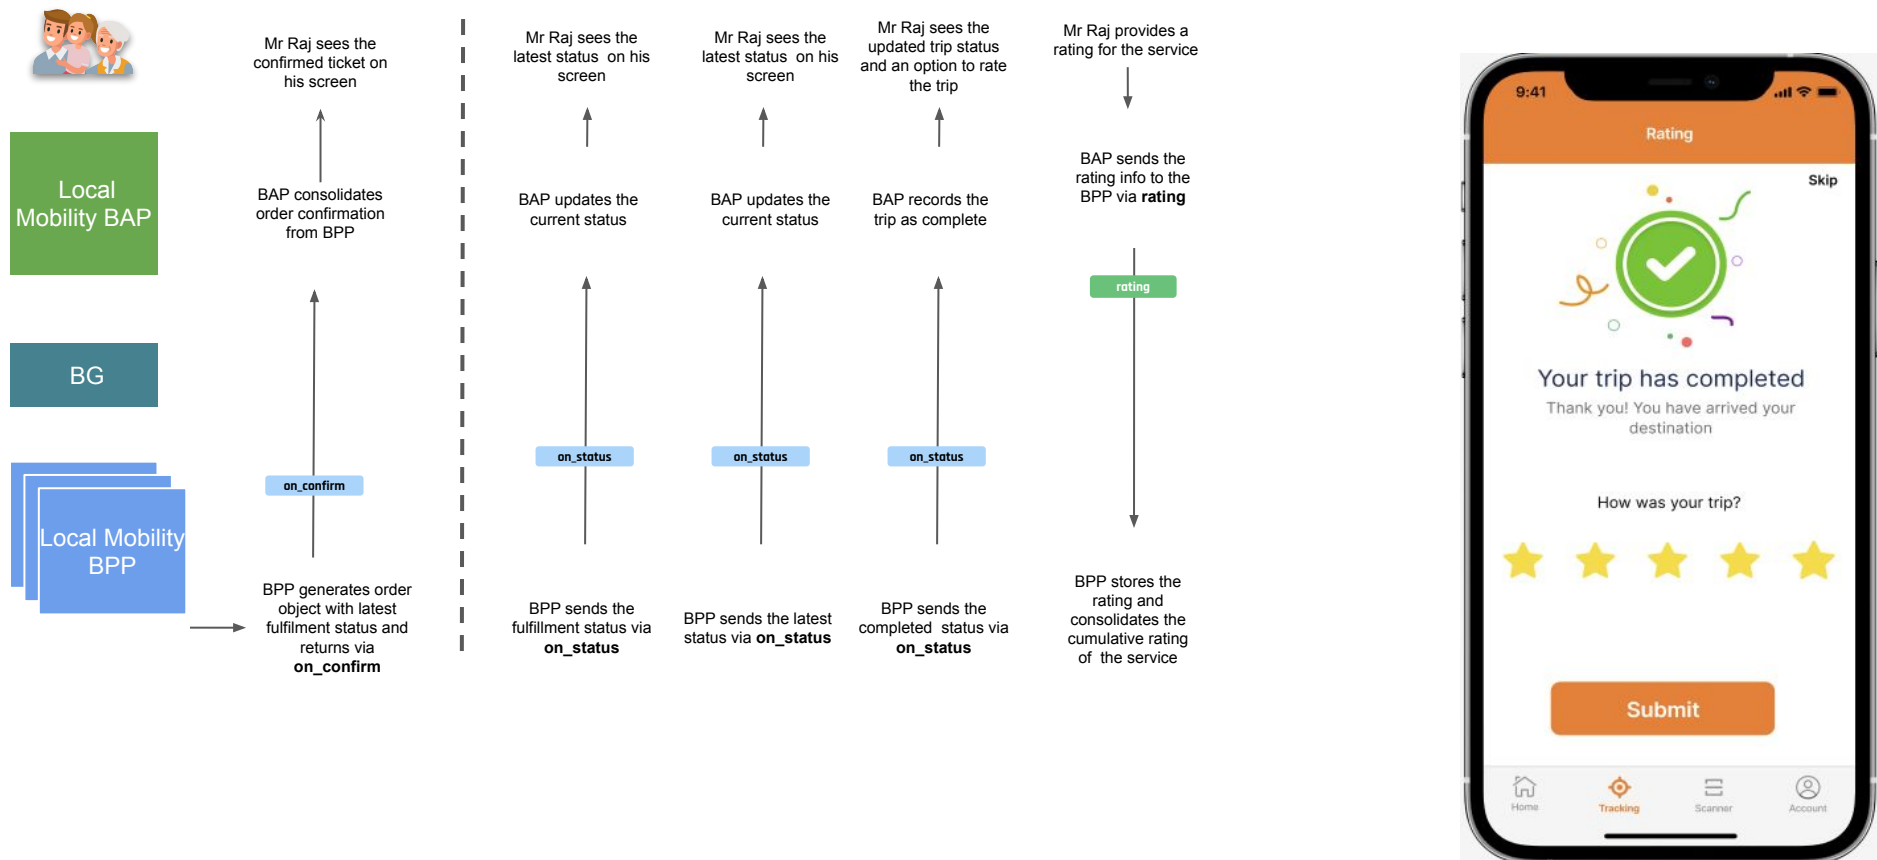 Mr Raj sees the
confirmed ticket on
his screen
Mr Raj sees the
latest status  on his
screen
Mr Raj sees the
latest status  on his
screen
Mr Raj sees the
updated trip status
and an option to rate
the trip
Mr Raj provides a
rating for the service
Local
Mobility BAP
BAP consolidates
order confirmation
from BPP
BAP updates the
current status
BAP updates the
current status
BAP records the
trip as complete
BAP sends the
rating info to the
BPP via rating
rating
BG
on_confirm
on_status
on_status
on_status
Local Mobility
BPP
BPP generates order
object with latest
fulfilment status and
returns via
on_confirm
BPP sends the
fulfillment status via
on_status
BPP sends the latest
status via on_status
BPP sends the
completed  status via
on_status
BPP stores the
rating and
consolidates the
cumulative rating
of  the service
9:41
Rating
Skip
Your trip has completed
Thank you! You have arrived your
destination
How was your trip?
Submit
Home
Tracking
Scanner
Account